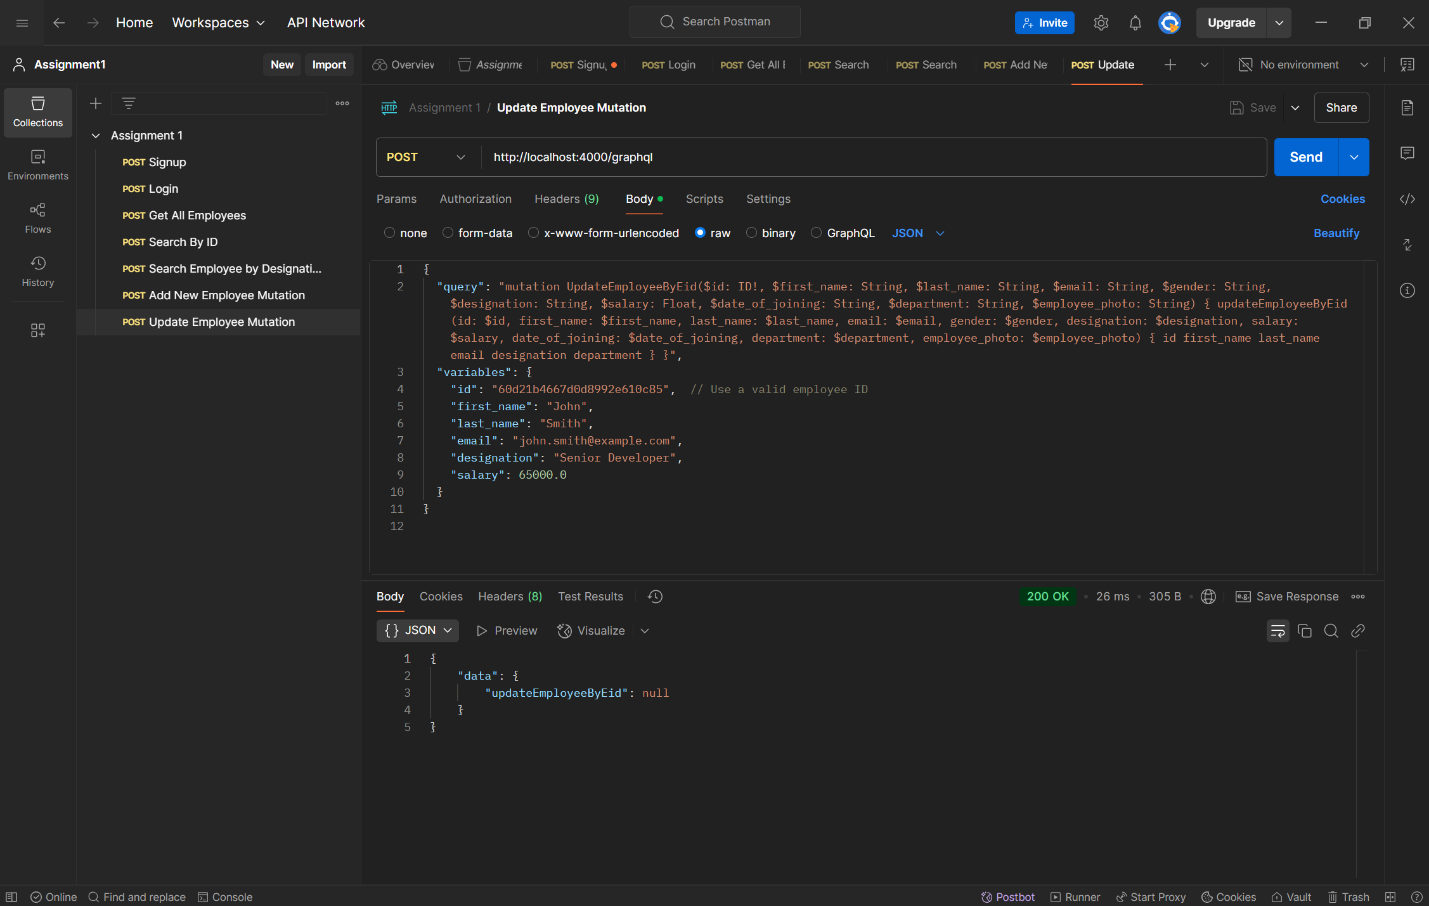 Home Workspaces API Network Search Postman Invite Upgrade
Assignment1 New Import Overview Assignme POST Signu POST Login POST Get All E POST Search POST Search POST Add Ne POST Update No environment
Collections
Environments
Flows
History
Assignment 1
POST Signup
POST Login
POST Get All Employees
POST Search By ID
POST Search Employee by Designati...
POST Add New Employee Mutation
POST Update Employee Mutation
HTTP Assignment 1 / Update Employee Mutation Save Share
POST http://localhost:4000/graphql Send
Params Authorization Headers (9) Body Scripts Settings Cookies
none form-data x-www-form-urlencoded raw binary GraphQL JSON Beautify
1 {
2 "query": "mutation UpdateEmployeeByEid($id: ID!, $first_name: String, $last_name: String, $email: String, $gender: String,
$designation: String, $salary: Float, $date_of_joining: String, $department: String, $employee_photo: String) { updateEmployeeByEid
(id: $id, first_name: $first_name, last_name: $last_name, email: $email, gender: $gender, designation: $designation, salary:
$salary, date_of_joining: $date_of_joining, department: $department, employee_photo: $employee_photo) { id first_name last_name
email designation department } }",
3 "variables": {
4 "id": "60d21b4667d0d8992e610c85", // Use a valid employee ID
5 "first_name": "John",
6 "last_name": "Smith",
7 "email": "john.smith@example.com",
8 "designation": "Senior Developer",
9 "salary": 65000.0
10 }
11 }
12
Body Cookies Headers (8) Test Results 200 OK 26 ms 305 B e.g. Save Response
{} JSON Preview Visualize
1 {
2 "data": {
3 "updateEmployeeByEid": null
4 }
5 }
Online Find and replace Console Postbot Runner Start Proxy Cookies Vault Trash